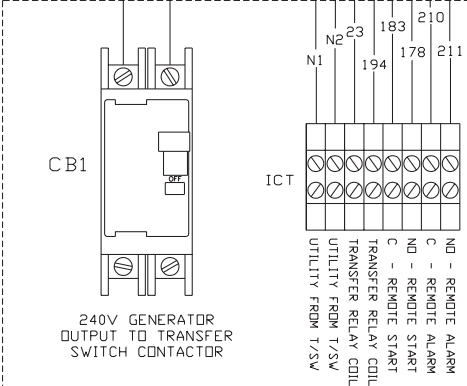 N1
N2
23
194
183
178
210
211
CB1
OFF
ICT
240V GENERATOR
OUTPUT TO TRANSFER
SWITCH CONTACTOR
UTILITY FROM T/SW
UTILITY FROM T/SW
TRANSFER RELAY COIL
TRANSFER RELAY COIL
C - REMOTE START
NO - REMOTE START
C - REMOTE ALARM
NO - REMOTE ALARM